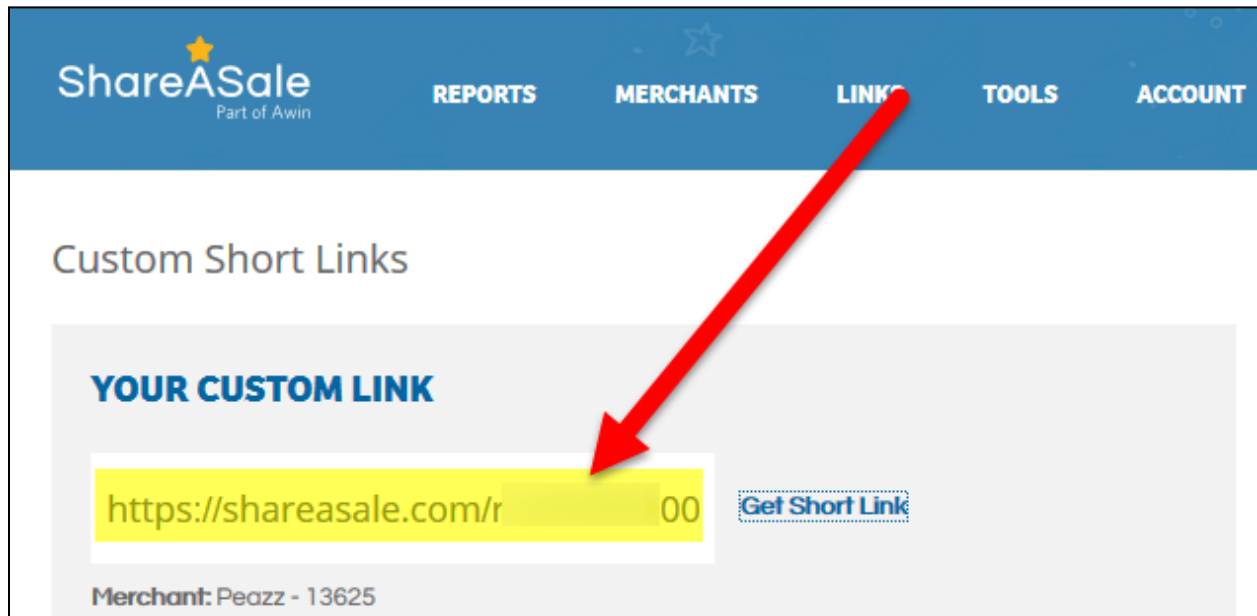 ShareASale
Part of Awin
REPORTS MERCHANTS LINKS TOOLS ACCOUNT
Custom Short Links
YOUR CUSTOM LINK
https://shareasale.com/r 00 Get Short Link
Merchant: Peazz - 13625